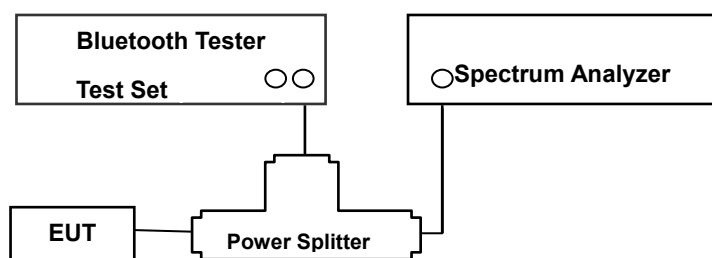 Bluetooth Tester
Test Set
Spectrum Analyzer
EUT
Power Splitter